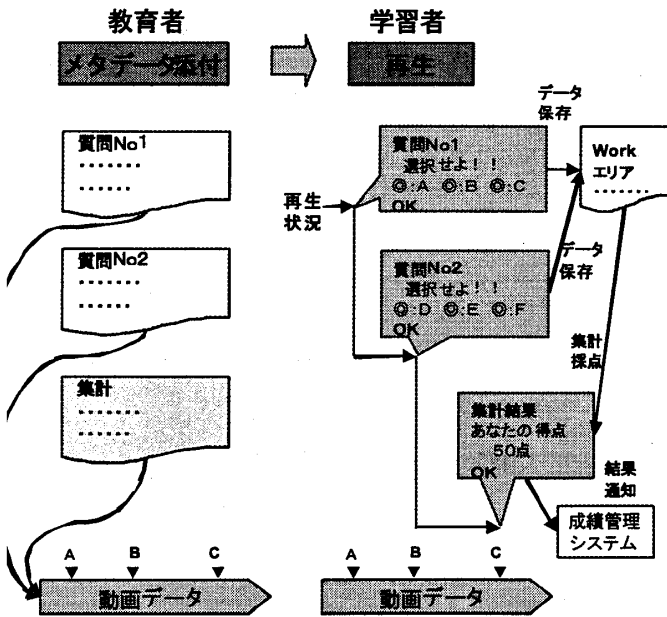 教育者
メタデータ添付
質問No1
・・・・・・・
・・・・・・
質問No2
・・・・・・・
・・・・・・
集計
・・・・・・・
・・・・・・
A B C
動画データ
学習者
再生
再生
状況
質問No1
選択せよ！！
◎:A ◎:B ◎:C
OK
データ
保存
Work
エリア
・・・・・・・
質問No2
選択せよ！！
◎:D ◎:E ◎:F
OK
データ
保存
集計
採点
集計結果
あなたの得点
50点
OK
結果
通知
成績管理
システム
A B C
動画データ